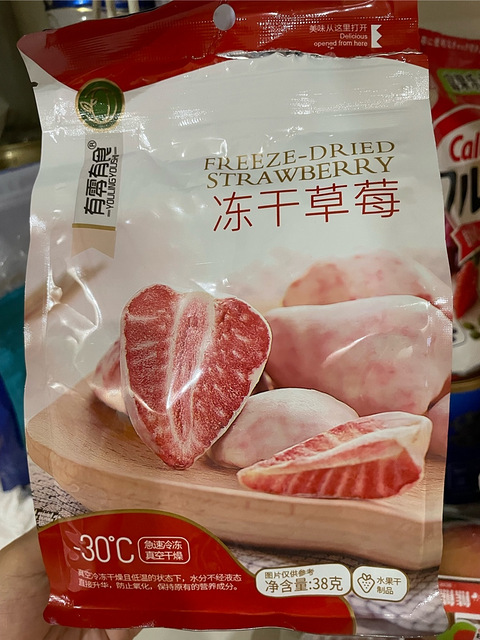 美味从这里打开
Delicious
opened from here
有零有食®
YOULINGYOUSHI
FREEZE-DRIED
STRAWBERRY
冻干草莓
Cal
-30℃
急速冷冻
真空干燥
真空冷冻干燥且低温的状态下，水分不经液态
直接升华，防止氧化，保持原有的营养成分。
图片仅供参考
净含量:38克
水果干
制品